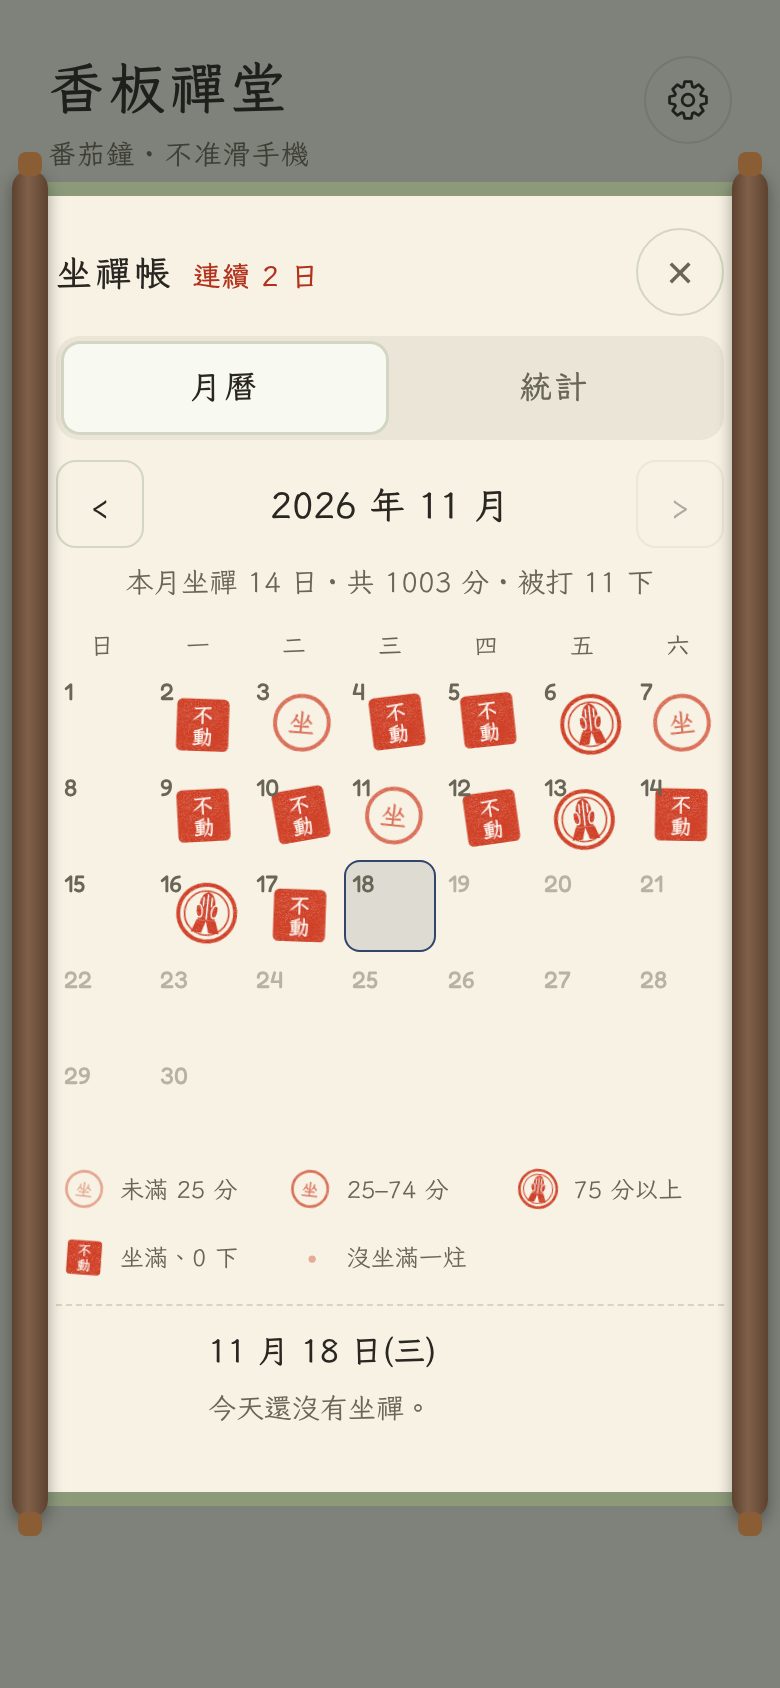 香板禪堂
番茄鐘・不准滑手機
坐禪帳 連續 2 日
×
月曆 統計
< 2026 年 11 月 >
本月坐禪 14 日・共 1003 分・被打 11 下
日 一 二 三 四 五 六
1 2 不動 3 坐 4 不動 5 不動 6 7 坐
8 9 不動 10 不動 11 坐 12 不動 13 14 不動
15 16 17 不動 18 19 20 21
22 23 24 25 26 27 28
29 30
坐 未滿 25 分 坐 25–74 分 75 分以上
不動 坐滿、0 下 沒坐滿一炷
11 月 18 日(三)
今天還沒有坐禪。